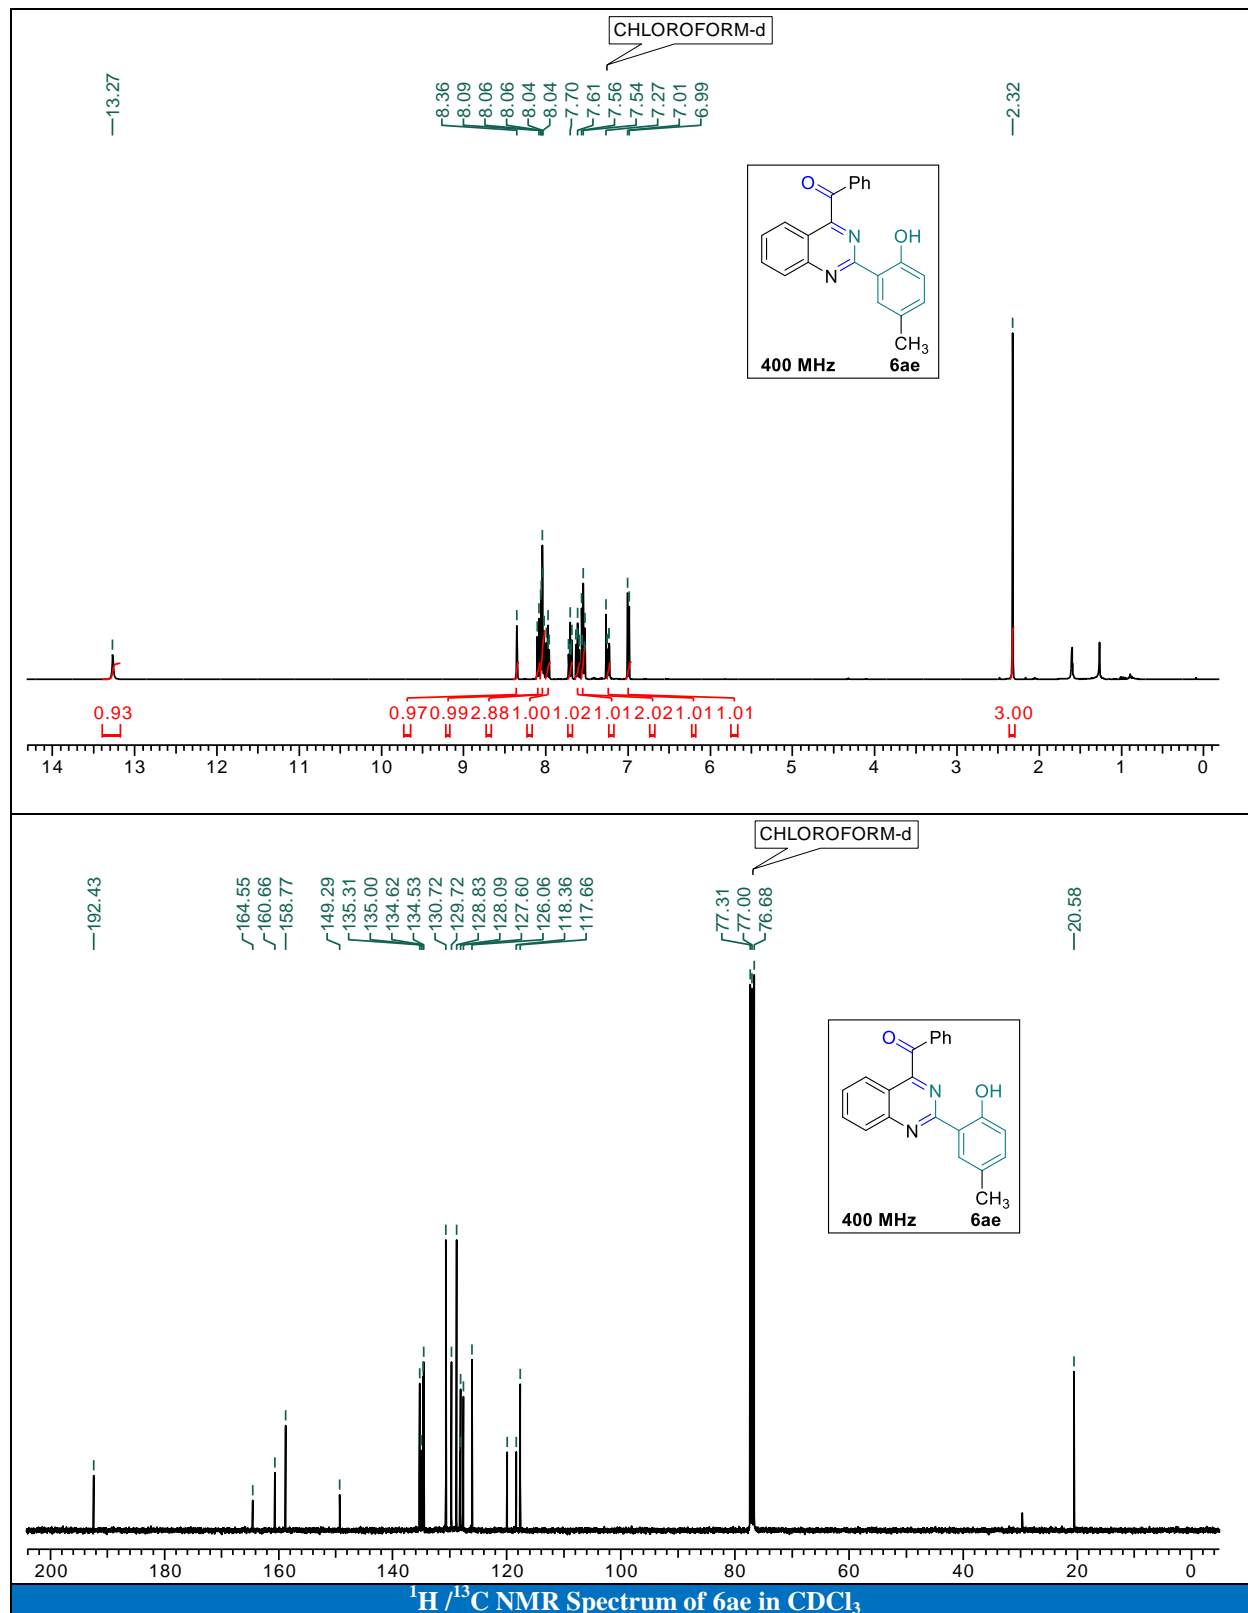 CHLOROFORM-d
13.27
8.36
8.09
8.06
8.06
8.04
8.04
7.70
7.61
7.56
7.54
7.27
7.01
6.99
2.32
O
Ph
N
OH
N
CH3
400 MHz 6ae
0.93 0.97 0.99 2.88 1.00 1.02 1.01 2.02 1.01 1.01 3.00
14 13 12 11 10 9 8 7 6 5 4 3 2 1 0
CHLOROFORM-d
192.43
164.55
160.66
158.77
149.29
135.31
135.00
134.62
134.53
130.72
129.72
128.83
128.09
127.60
126.06
118.36
117.66
77.31
77.00
76.68
20.58
O
Ph
N
OH
N
CH3
400 MHz 6ae
200 180 160 140 120 100 80 60 40 20 0
1H /13C NMR Spectrum of 6ae in CDCl3